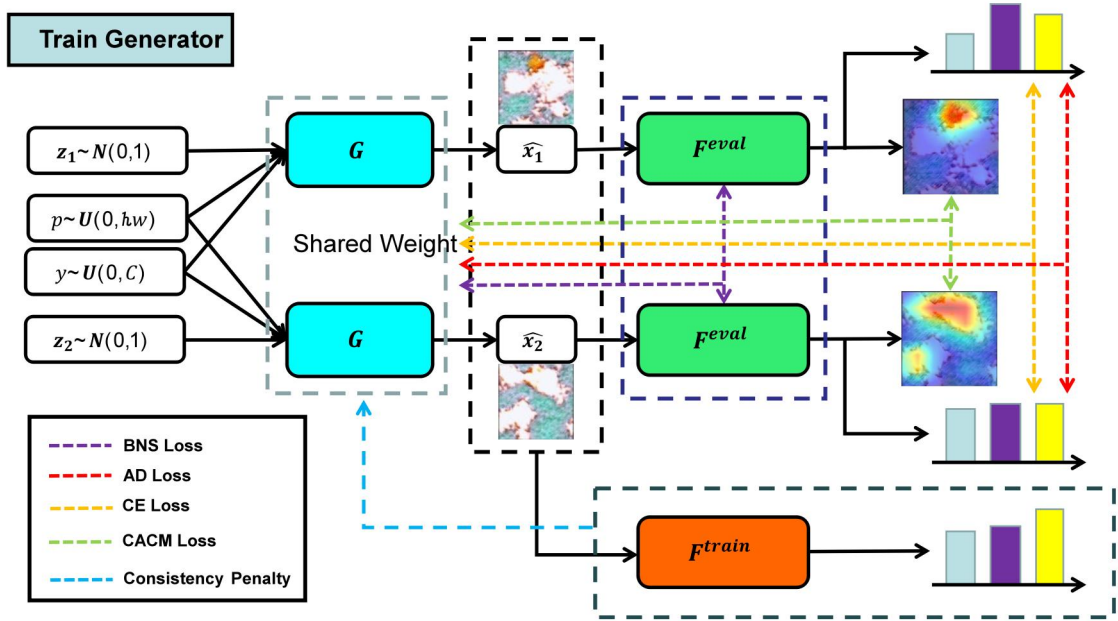 Train Generator
z₁~N(0,1)
p~U(0,hw)
y~U(0,C)
z₂~N(0,1)
G
G
Shared Weight
x̂₁
x̂₂
F^eval
F^eval
F^train
BNS Loss
AD Loss
CE Loss
CACM Loss
Consistency Penalty